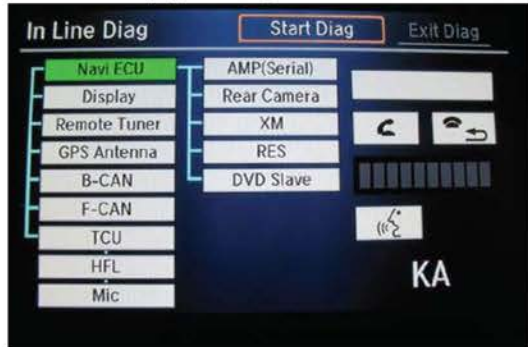 In Line Diag
Start Diag
Exit Diag
Navi ECU
AMP(Serial)
Display
Rear Camera
Remote Tuner
XM
GPS Antenna
RES
B-CAN
DVD Slave
F-CAN
TCU
HFL
Mic
KA